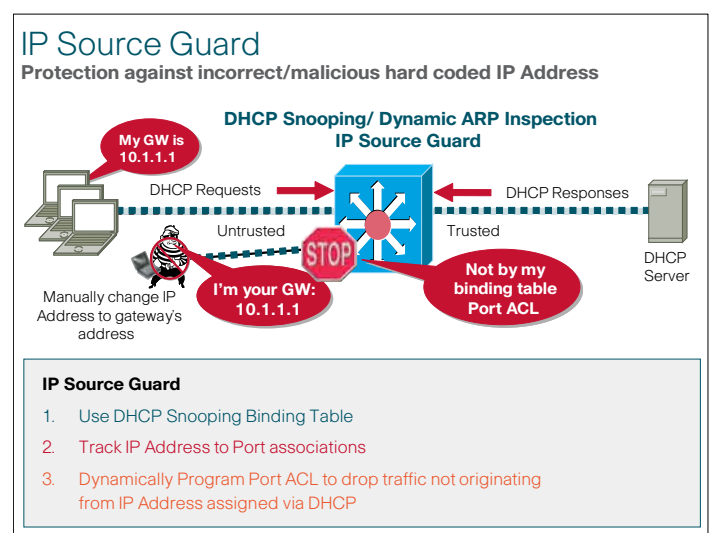 IP Source Guard
Protection against incorrect/malicious hard coded IP Address
DHCP Snooping/ Dynamic ARP Inspection
IP Source Guard
My GW is
10.1.1.1
DHCP Requests
DHCP Responses
Untrusted
Trusted
STOP
DHCP
Server
I'm your GW:
10.1.1.1
Not by my
binding table
Port ACL
Manually change IP
Address to gateway's
address
IP Source Guard
1. Use DHCP Snooping Binding Table
2. Track IP Address to Port associations
3. Dynamically Program Port ACL to drop traffic not originating
from IP Address assigned via DHCP